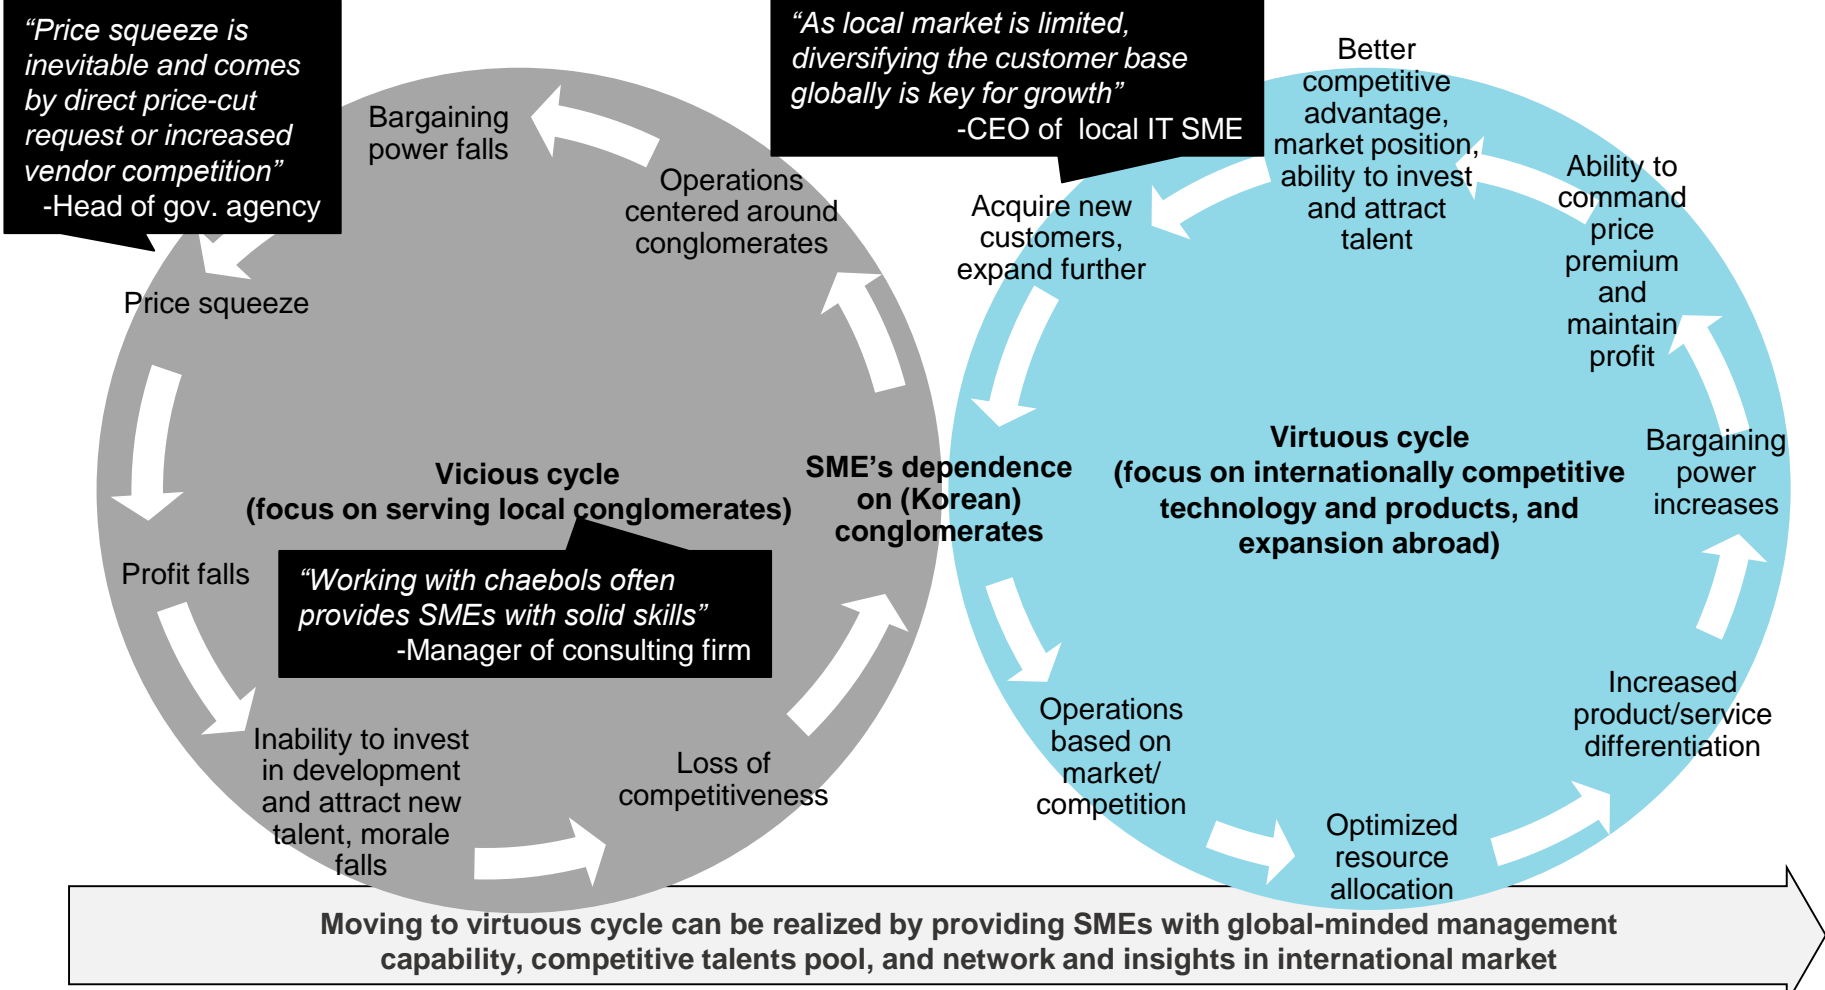 “Price squeeze is
inevitable and comes
by direct price-cut
request or increased
vendor competition”
-Head of gov. agency
Bargaining
power falls
Operations
centered around
conglomerates
Price squeeze
Profit falls
Inability to invest
in development
and attract new
talent, morale
falls
Loss of
competitiveness
Vicious cycle
(focus on serving local conglomerates)
“Working with chaebols often
provides SMEs with solid skills”
-Manager of consulting firm
SME’s dependence
on (Korean)
conglomerates
“As local market is limited,
diversifying the customer base
globally is key for growth”
-CEO of local IT SME
Acquire new
customers,
expand further
Better
competitive
advantage,
market position,
ability to invest
and attract
talent
Ability to
command
price
premium
and
maintain
profit
Virtuous cycle
(focus on internationally competitive
technology and products, and
expansion abroad)
Bargaining
power
increases
Increased
product/service
differentiation
Operations
based on
market/
competition
Optimized
resource
allocation
Moving to virtuous cycle can be realized by providing SMEs with global-minded management
capability, competitive talents pool, and network and insights in international market